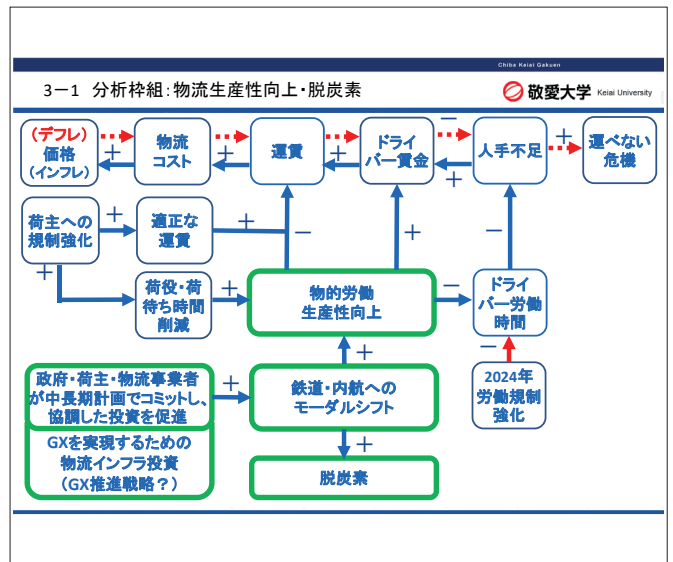 Chiba Keiai Gakuen
3－1 分析枠組：物流生産性向上・脱炭素
敬愛大学 Keiai University
（デフレ）
価格
（インフレ）
＋
物流
コスト
＋
運賃
＋
ドライ
バー賃金
－
＋
人手不足
＋
運べない
危機
荷主への
規制強化
＋
適正な
運賃
＋
－
＋
－
＋
荷役・荷
待ち時間
削減
＋
物的労働
生産性向上
－
ドライ
バー労働
時間
＋
－
政府・荷主・物流事業者
が中長期計画でコミットし、
協調した投資を促進
＋
鉄道・内航への
モーダルシフト
2024年
労働規制
強化
GXを実現するための
物流インフラ投資
（GX推進戦略？）
＋
脱炭素